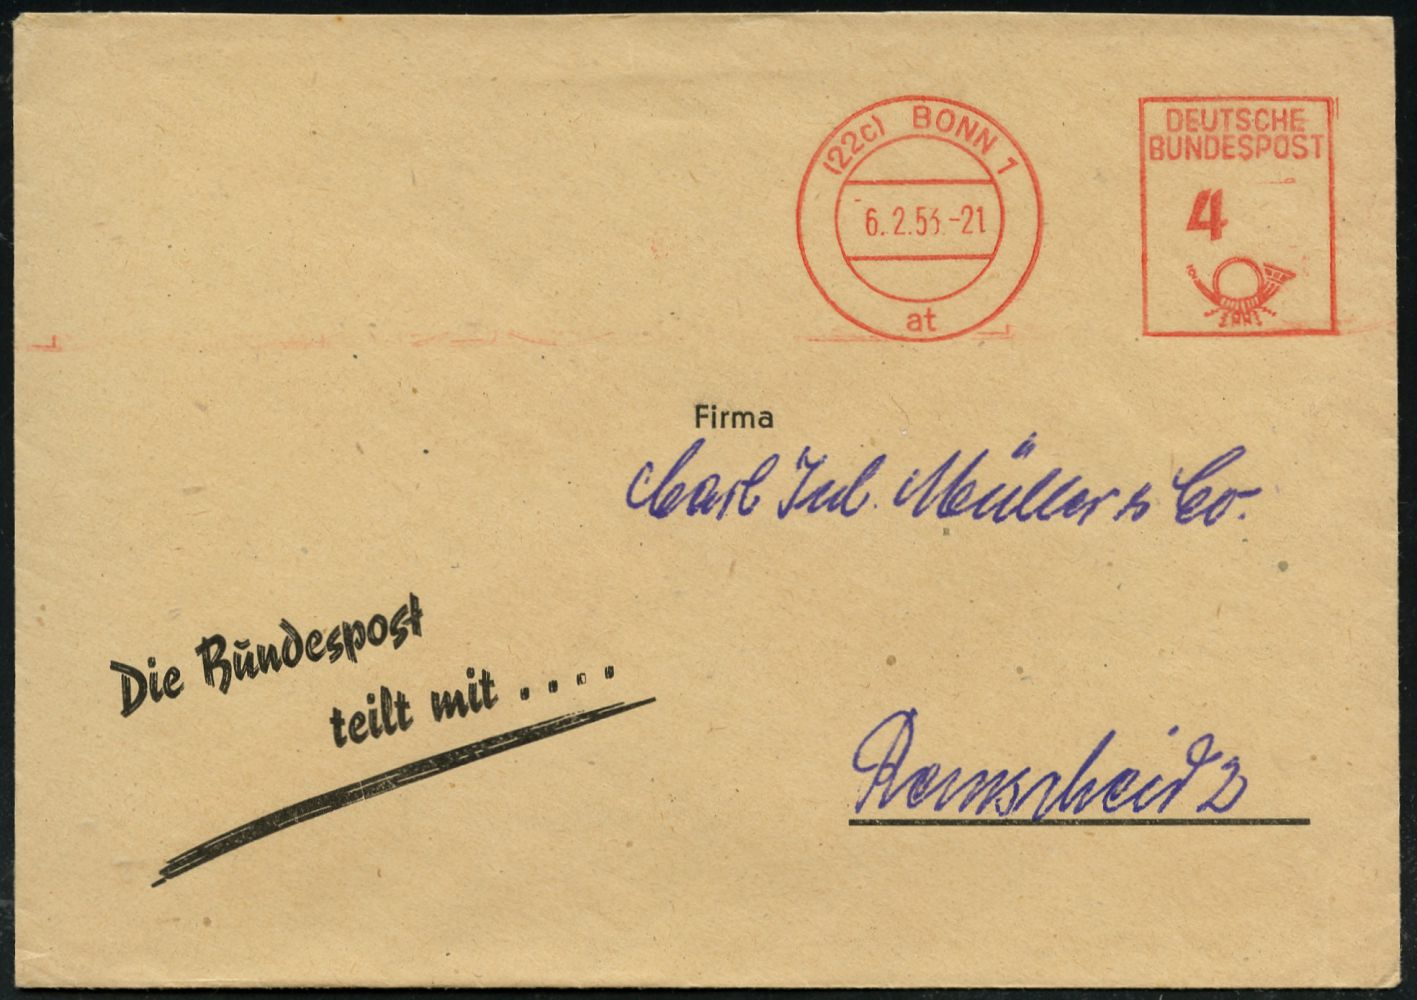 (22c) BONN 1
6.2.53.-21
at
DEUTSCHE
BUNDESPOST
4
Firma
Carl Jul. Müller & Co.
Die Bundespost
teilt mit ....
Remscheid 2